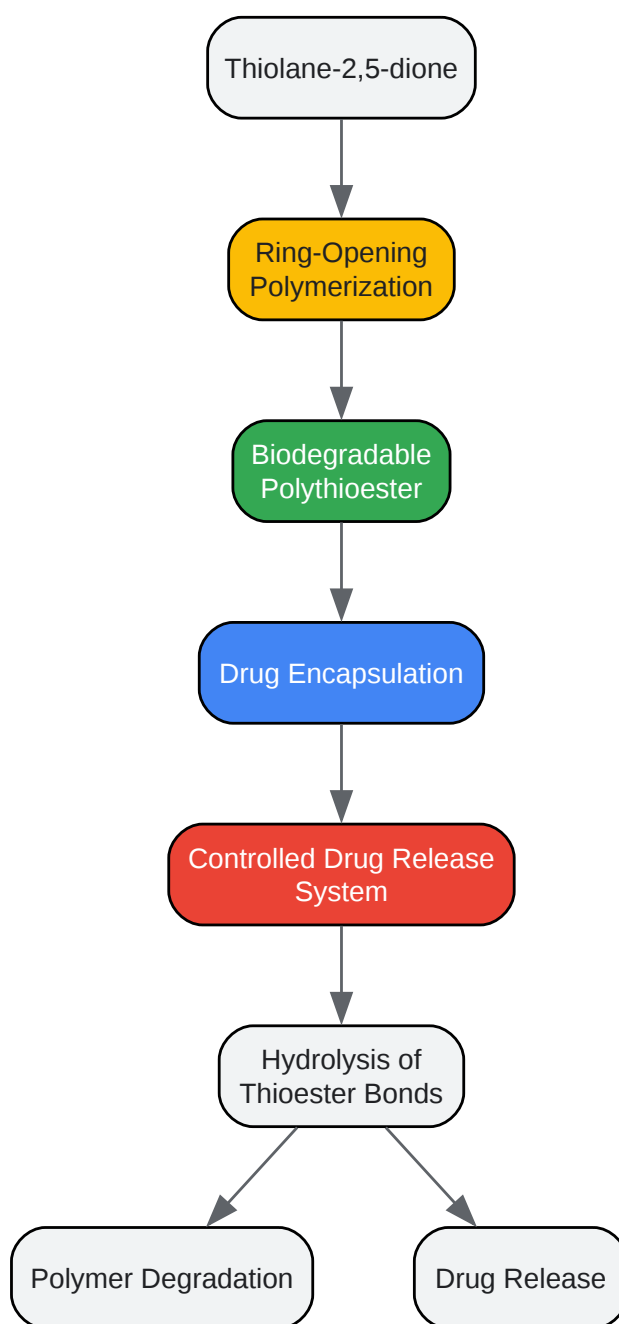 Thiolane-2,5-dione
Ring-Opening
Polymerization
Biodegradable
Polythioester
Drug Encapsulation
Controlled Drug Release
System
Hydrolysis of
Thioester Bonds
Polymer Degradation
Drug Release